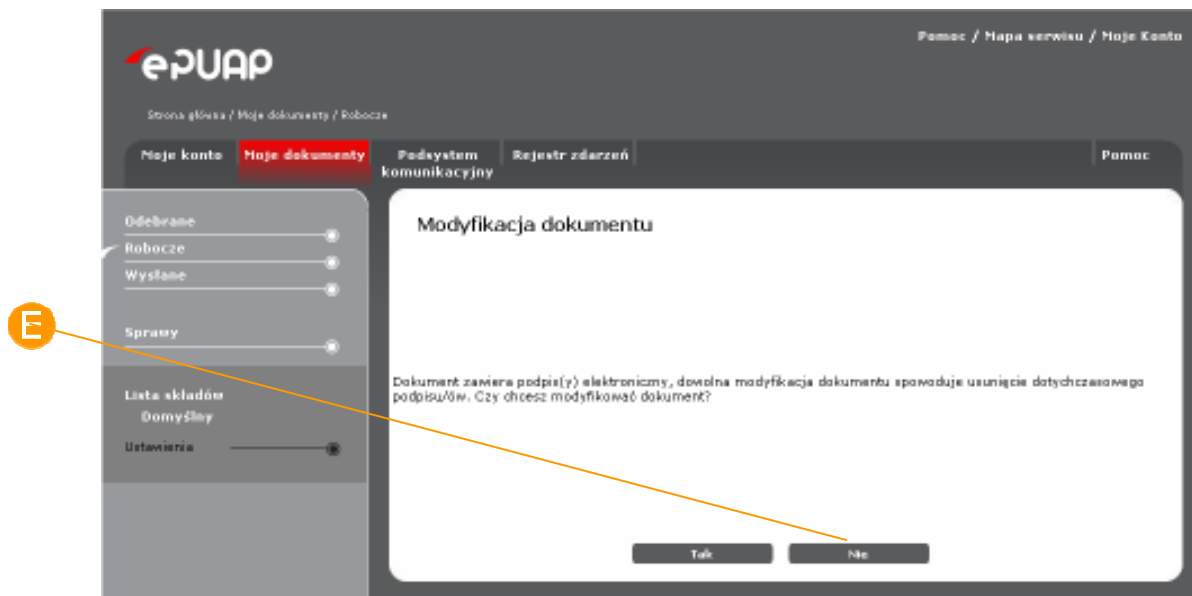 Pomoc / Mapa serwisu / Moje Konto
ePUAP
Strona główna / Moje dokumenty / Robocze
Moje konto Moje dokumenty Podsystem komunikacyjny Rejestr zdarzeń Pomoc
Odebrane
Robocze
Wysłane
Sprawy
Lista składów
Domyślny
Ustawienia
Modyfikacja dokumentu
Dokument zawiera podpis(y) elektroniczny, dowolna modyfikacja dokumentu spowoduje usunięcie dotychczasowego
podpisu/ów. Czy chcesz modyfikować dokument?
Tak Nie
E